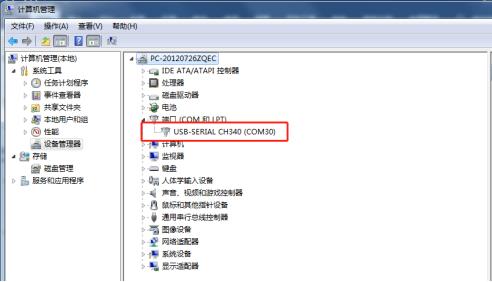 计算机管理
文件(F) 操作(A) 查看(V) 帮助(H)
计算机管理(本地)
系统工具
任务计划程序
事件查看器
共享文件夹
本地用户和组
性能
设备管理器
存储
磁盘管理
服务和应用程序
PC-20120726ZQEC
IDE ATA/ATAPI 控制器
处理器
磁盘驱动器
电池
端口 (COM 和 LPT)
USB-SERIAL CH340 (COM30)
计算机
监视器
键盘
人体学输入设备
声音、视频和游戏控制器
鼠标和其他指针设备
通用串行总线控制器
图像设备
网络适配器
系统设备
显示适配器